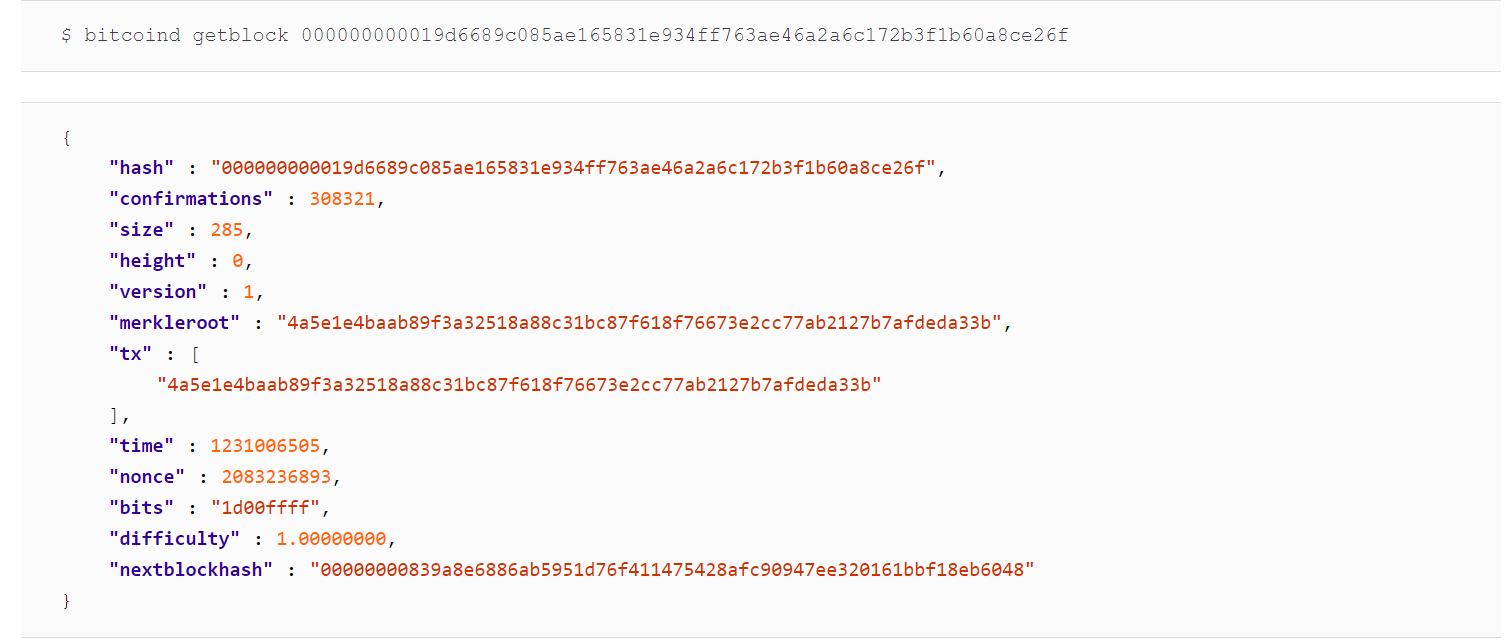 $ bitcoind getblock 000000000019d6689c085ae165831e934ff763ae46a2a6c172b3f1b60a8ce26f
{
"hash" : "000000000019d6689c085ae165831e934ff763ae46a2a6c172b3f1b60a8ce26f",
"confirmations" : 308321,
"size" : 285,
"height" : 0,
"version" : 1,
"merkleroot" : "4a5e1e4baab89f3a32518a88c31bc87f618f76673e2cc77ab2127b7afdeda33b",
"tx" : [
"4a5e1e4baab89f3a32518a88c31bc87f618f76673e2cc77ab2127b7afdeda33b"
],
"time" : 1231006505,
"nonce" : 2083236893,
"bits" : "1d00ffff",
"difficulty" : 1.00000000,
"nextblockhash" : "00000000839a8e6886ab5951d76f411475428afc90947ee320161bbf18eb6048"
}